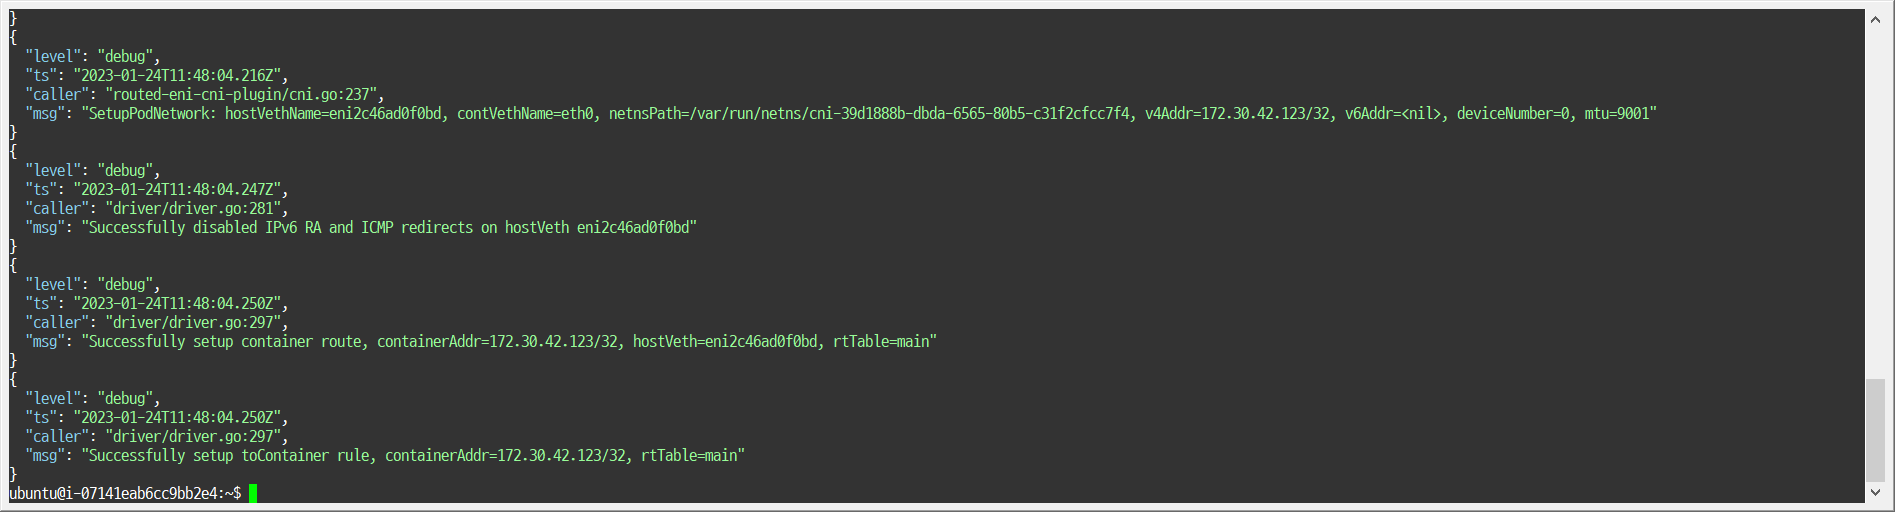 }
{
  "level": "debug",
  "ts": "2023-01-24T11:48:04.216Z",
  "caller": "routed-eni-cni-plugin/cni.go:237",
  "msg": "SetupPodNetwork: hostVethName=eni2c46ad0f0bd, contVethName=eth0, netnsPath=/var/run/netns/cni-39d1888b-dbda-6565-80b5-c31f2cfcc7f4, v4Addr=172.30.42.123/32, v6Addr=<nil>, deviceNumber=0, mtu=9001"
}
{
  "level": "debug",
  "ts": "2023-01-24T11:48:04.247Z",
  "caller": "driver/driver.go:281",
  "msg": "Successfully disabled IPv6 RA and ICMP redirects on hostVeth eni2c46ad0f0bd"
}
{
  "level": "debug",
  "ts": "2023-01-24T11:48:04.250Z",
  "caller": "driver/driver.go:297",
  "msg": "Successfully setup container route, containerAddr=172.30.42.123/32, hostVeth=eni2c46ad0f0bd, rtTable=main"
}
{
  "level": "debug",
  "ts": "2023-01-24T11:48:04.250Z",
  "caller": "driver/driver.go:297",
  "msg": "Successfully setup toContainer rule, containerAddr=172.30.42.123/32, rtTable=main"
}
ubuntu@i-07141eab6cc9bb2e4:~$